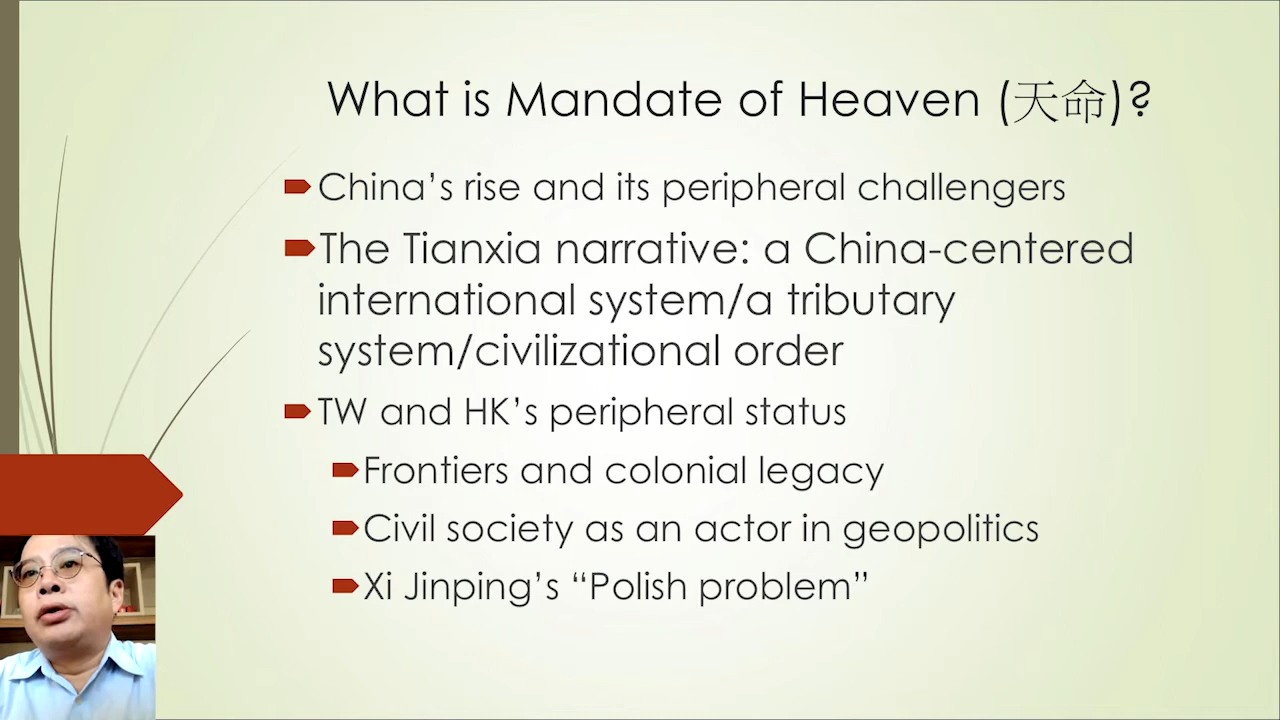 What is Mandate of Heaven (天命)?
China’s rise and its peripheral challengers
The Tianxia narrative: a China-centered
international system/a tributary
system/civilizational order
TW and HK’s peripheral status
Frontiers and colonial legacy
Civil society as an actor in geopolitics
Xi Jinping’s “Polish problem”